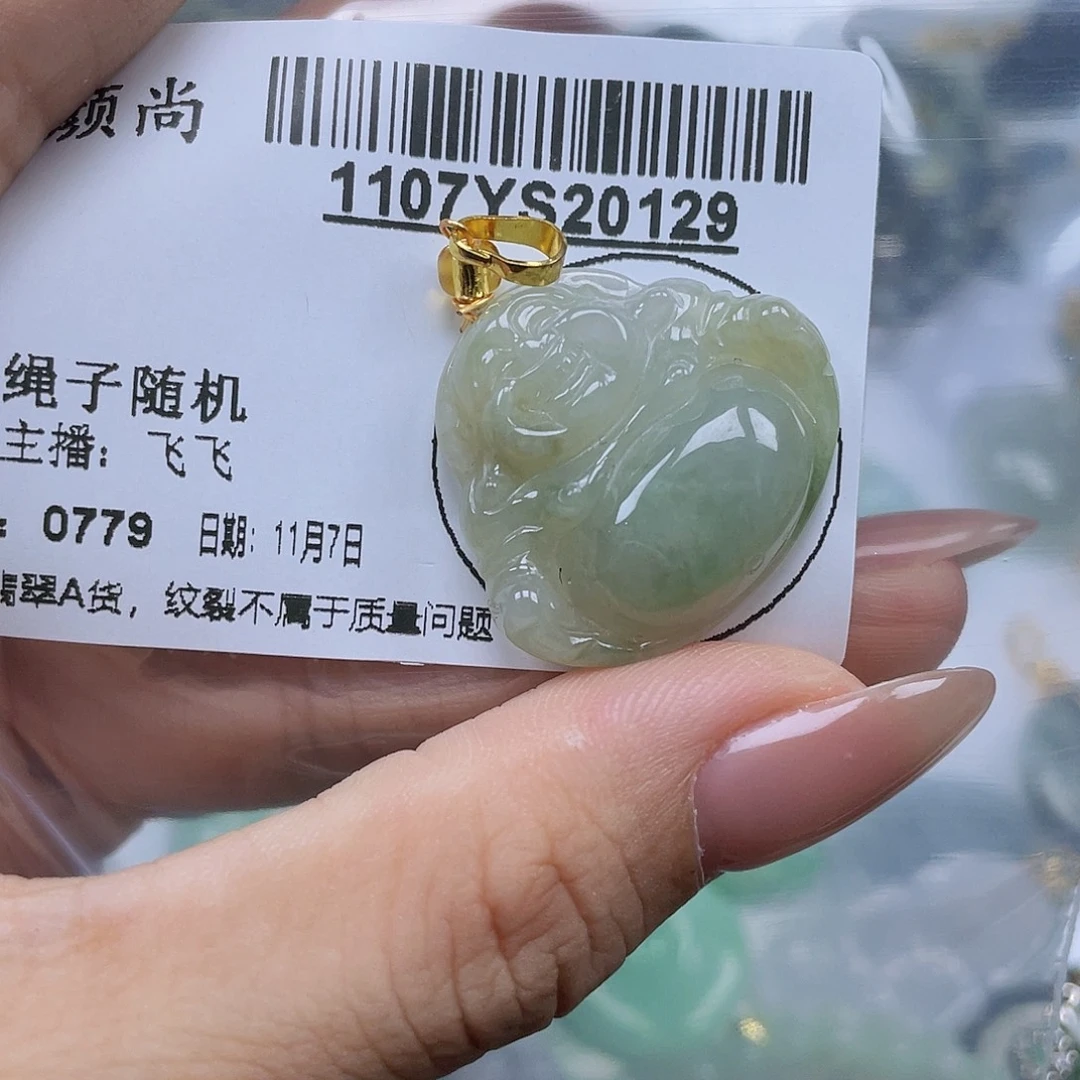 颜尚
1107YS20129
绳子随机
主播: 飞飞
: 0779 日期: 11月7日
翡翠A货，纹裂不属于质量问题